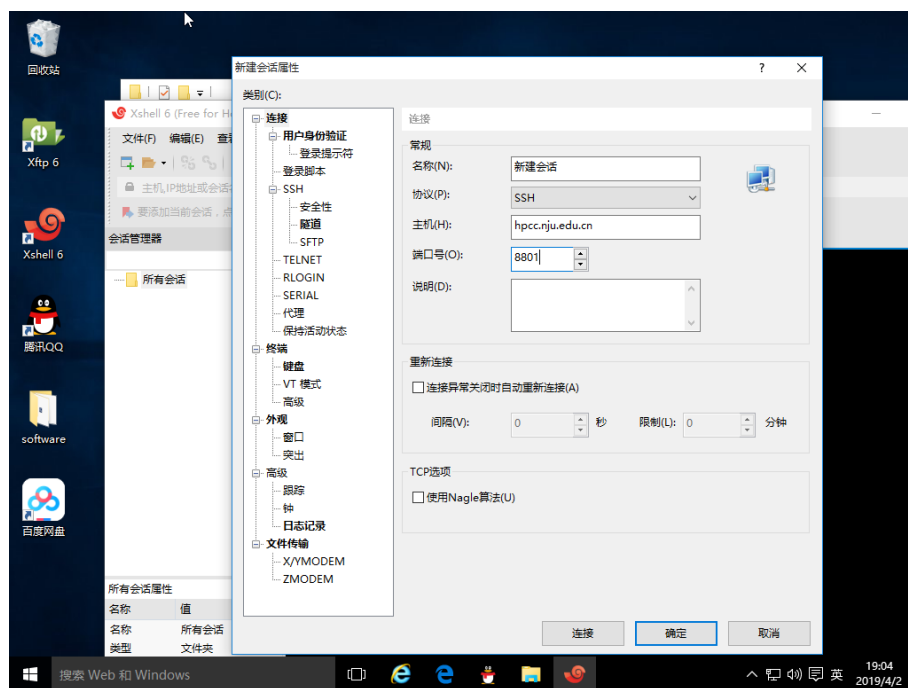 回收站
Xftp 6
Xshell 6
腾讯QQ
software
百度网盘
Xshell 6 (Free for H
文件(F) 编辑(E) 查看
主机,IP地址或会话
要添加当前会话，点
会话管理器
所有会话
所有会话属性
名称 值
名称 所有会话
类型 文件夹
新建会话属性
类别(C):
连接
用户身份验证
登录提示符
登录脚本
SSH
安全性
隧道
SFTP
TELNET
RLOGIN
SERIAL
代理
保持活动状态
终端
键盘
VT 模式
高级
外观
窗口
突出
高级
跟踪
钟
日志记录
文件传输
X/YMODEM
ZMODEM
连接
常规
名称(N): 新建会话
协议(P): SSH
主机(H): hpcc.nju.edu.cn
端口号(O): 8801
说明(D):
重新连接
连接异常关闭时自动重新连接(A)
间隔(V): 0 秒 限制(L): 0 分钟
TCP选项
使用Nagle算法(U)
连接 确定 取消
搜索 Web 和 Windows
英
19:04
2019/4/2